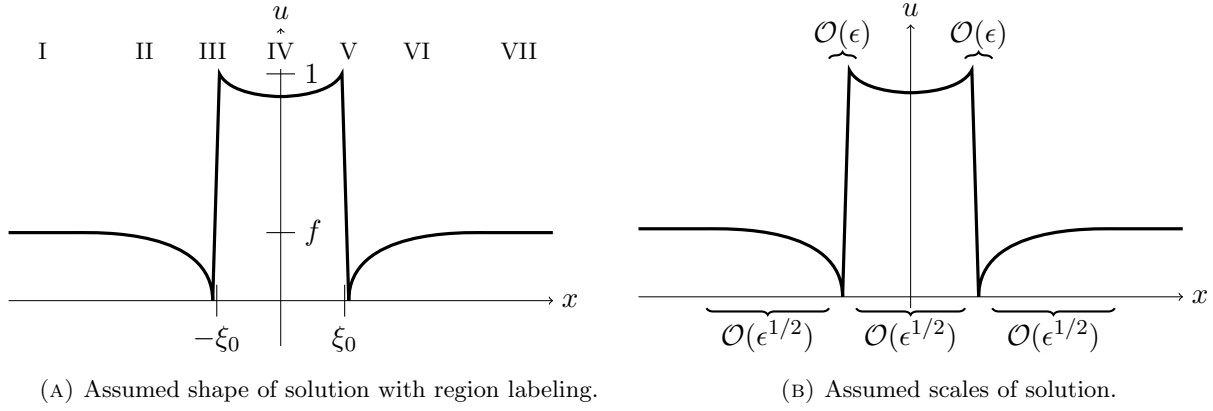 u
I II III IV V VI VII
1
f
x
−ξ₀ ξ₀
(A) Assumed shape of solution with region labeling.
u
𝒪(ϵ) 𝒪(ϵ)
x
𝒪(ϵ^{1/2}) 𝒪(ϵ^{1/2}) 𝒪(ϵ^{1/2})
(B) Assumed scales of solution.